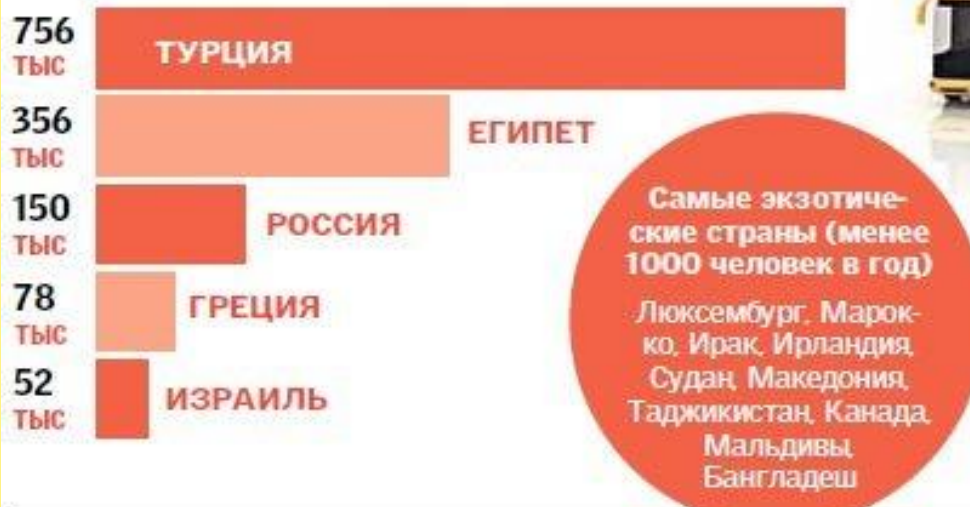 756
ТЫС
ТУРЦИЯ
356
ТЫС
ЕГИПЕТ
150
ТЫС
РОССИЯ
78
ТЫС
ГРЕЦИЯ
52
ТЫС
ИЗРАИЛЬ
Самые экзотиче-
ские страны (менее
1000 человек в год)
Люксембург, Марок-
ко, Ирак, Ирландия,
Судан, Македония,
Таджикистан, Канада,
Мальдивы,
Бангладеш